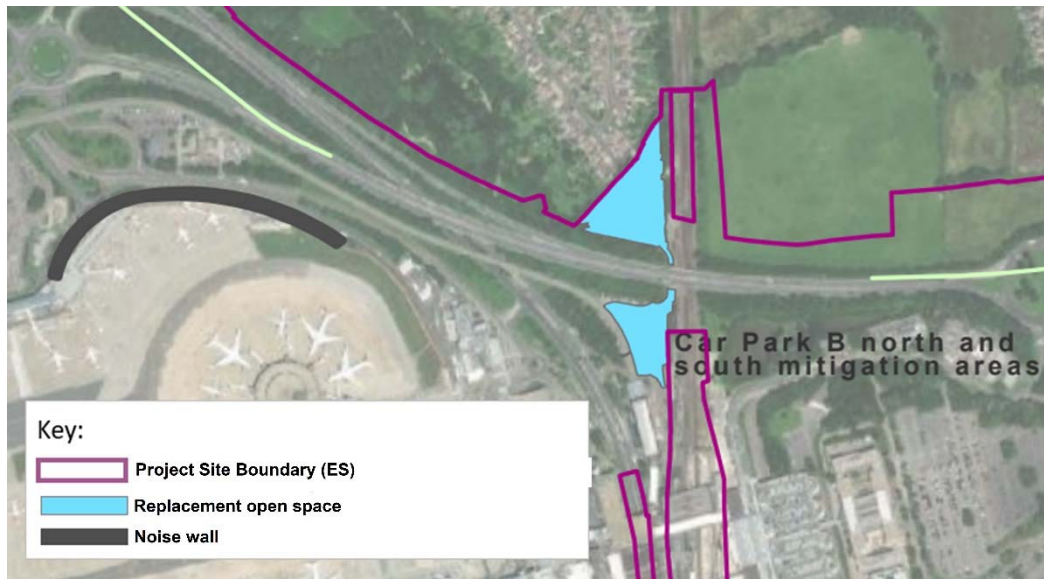 Car Park B north and
south mitigation areas
Key:
Project Site Boundary (ES)
Replacement open space
Noise wall